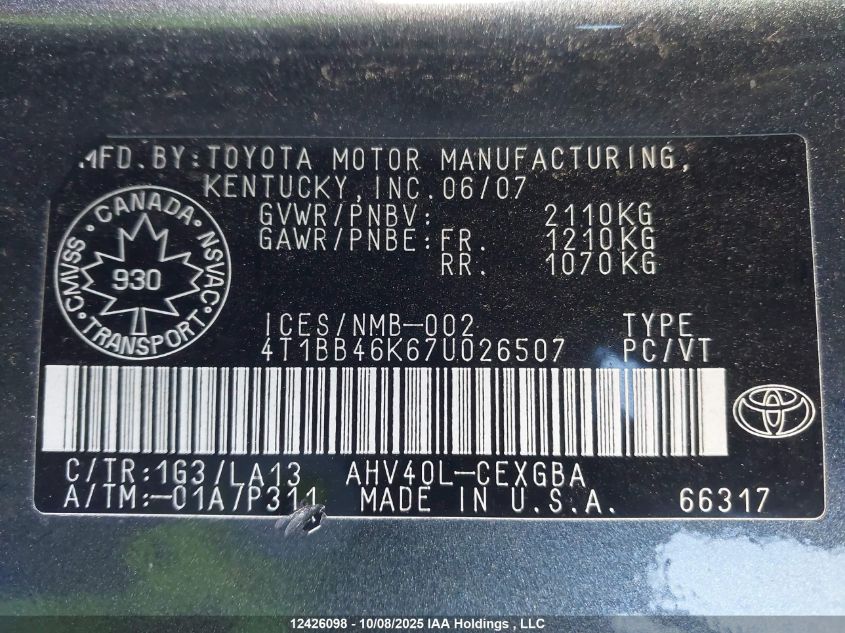 MFD. BY: TOYOTA MOTOR MANUFACTURING,
KENTUCKY, INC. 06/07
GVWR/PNBV: 2110KG
GAWR/PNBE: FR. 1210KG
RR. 1070KG
CANADA
CMVSS 930 NSVAC
TRANSPORT
ICES/NMB-002 TYPE
4T1BB46K67U026507 PC/VT
C/TR:1G3/LA13 AHV40L-CEXGBA
A/TM:-01A/P311 MADE IN U.S.A. 66317
12426098 - 10/08/2025 IAA Holdings , LLC